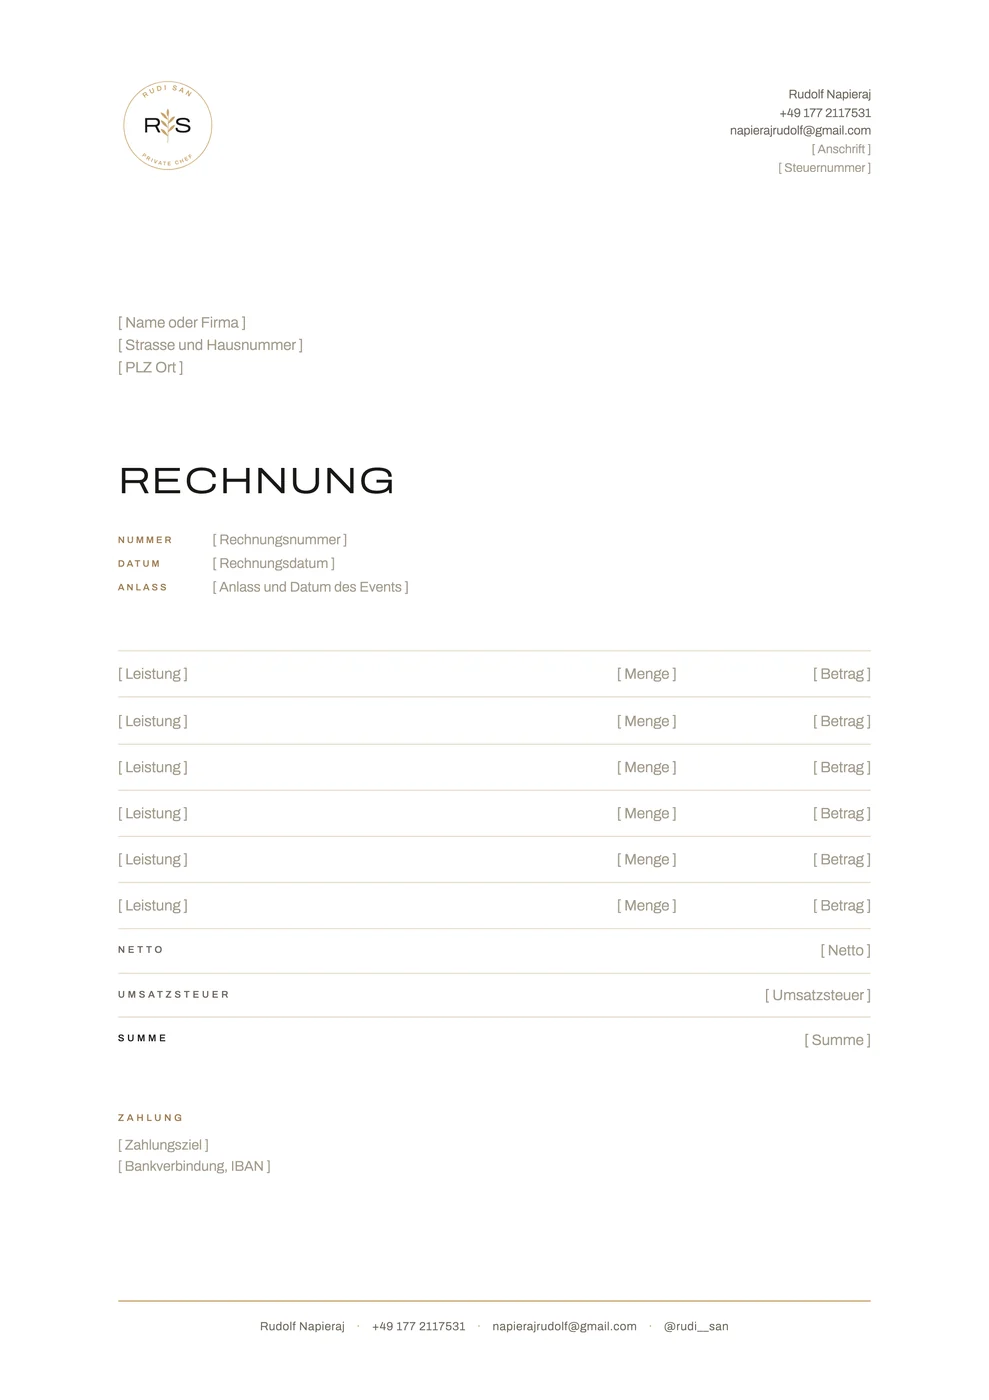 RUDI SAN
R S
PRIVATE CHEF
Rudolf Napieraj
+49 177 2117531
napierajrudolf@gmail.com
[ Anschrift ]
[ Steuernummer ]
[ Name oder Firma ]
[ Strasse und Hausnummer ]
[ PLZ Ort ]
RECHNUNG
NUMMER [ Rechnungsnummer ]
DATUM [ Rechnungsdatum ]
ANLASS [ Anlass und Datum des Events ]
[ Leistung ] [ Menge ] [ Betrag ]
[ Leistung ] [ Menge ] [ Betrag ]
[ Leistung ] [ Menge ] [ Betrag ]
[ Leistung ] [ Menge ] [ Betrag ]
[ Leistung ] [ Menge ] [ Betrag ]
[ Leistung ] [ Menge ] [ Betrag ]
NETTO [ Netto ]
UMSATZSTEUER [ Umsatzsteuer ]
SUMME [ Summe ]
ZAHLUNG
[ Zahlungsziel ]
[ Bankverbindung, IBAN ]
Rudolf Napieraj · +49 177 2117531 · napierajrudolf@gmail.com · @rudi__san